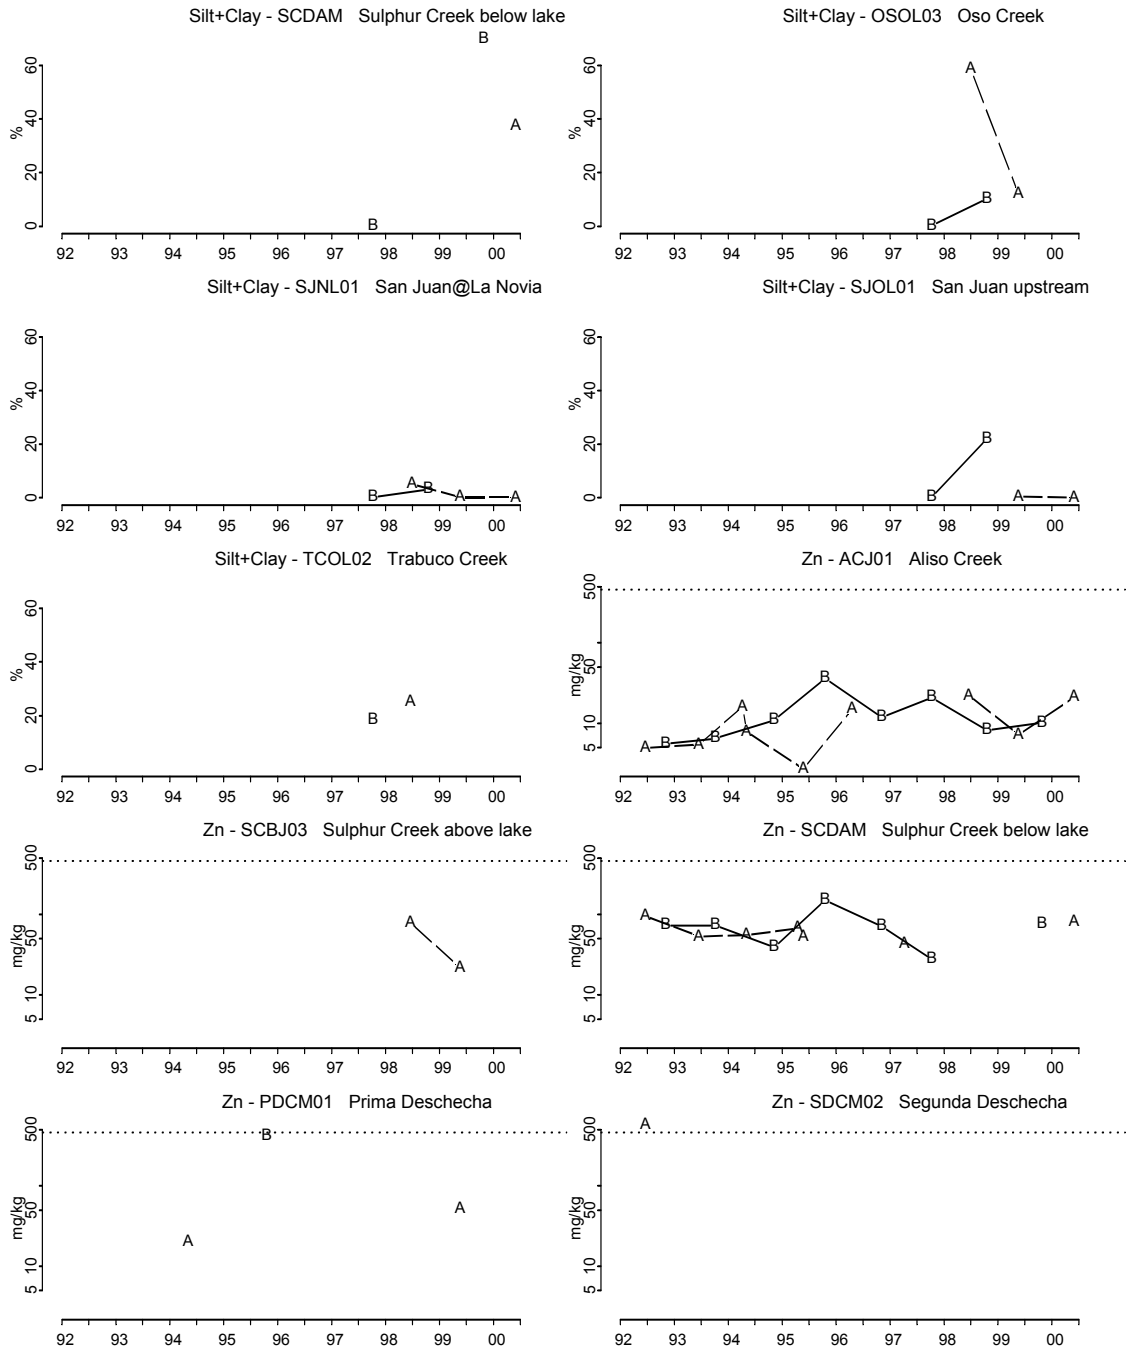 Silt+Clay - SCDAM Sulphur Creek below lake
%
0 20 40 60
B
B
A
92 93 94 95 96 97 98 99 00
Silt+Clay - OSOL03 Oso Creek
%
0 20 40 60
B
B
A
A
92 93 94 95 96 97 98 99 00
Silt+Clay - SJNL01 San Juan@La Novia
%
0 20 40 60
B
A
B
A
A
92 93 94 95 96 97 98 99 00
Silt+Clay - SJOL01 San Juan upstream
%
0 20 40 60
B
B
A
A
92 93 94 95 96 97 98 99 00
Silt+Clay - TCOL02 Trabuco Creek
%
0 20 40 60
B
A
92 93 94 95 96 97 98 99 00
Zn - ACJ01 Aliso Creek
mg/kg
5 10 50 500
A B A B A A B A B A B B A B A B A
92 93 94 95 96 97 98 99 00
Zn - SCBJ03 Sulphur Creek above lake
mg/kg
5 10 50 500
A
A
92 93 94 95 96 97 98 99 00
Zn - SCDAM Sulphur Creek below lake
mg/kg
5 10 50 500
A B A B A B A A B B A B B A
92 93 94 95 96 97 98 99 00
Zn - PDCM01 Prima Deschecha
mg/kg
5 10 50 500
A
B
A
92 93 94 95 96 97 98 99 00
Zn - SDCM02 Segunda Deschecha
mg/kg
5 10 50 500
A
92 93 94 95 96 97 98 99 00